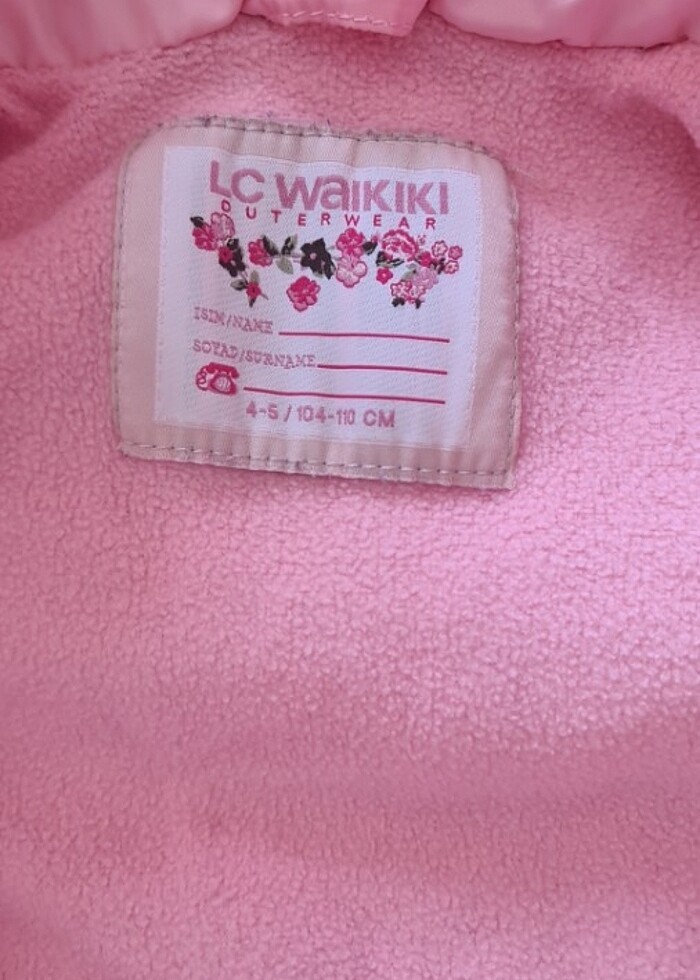 LC WAIKIKI
OUTERWEAR
ISIM/NAME
SOYAD/SURNAME
4-5 / 104-110 CM